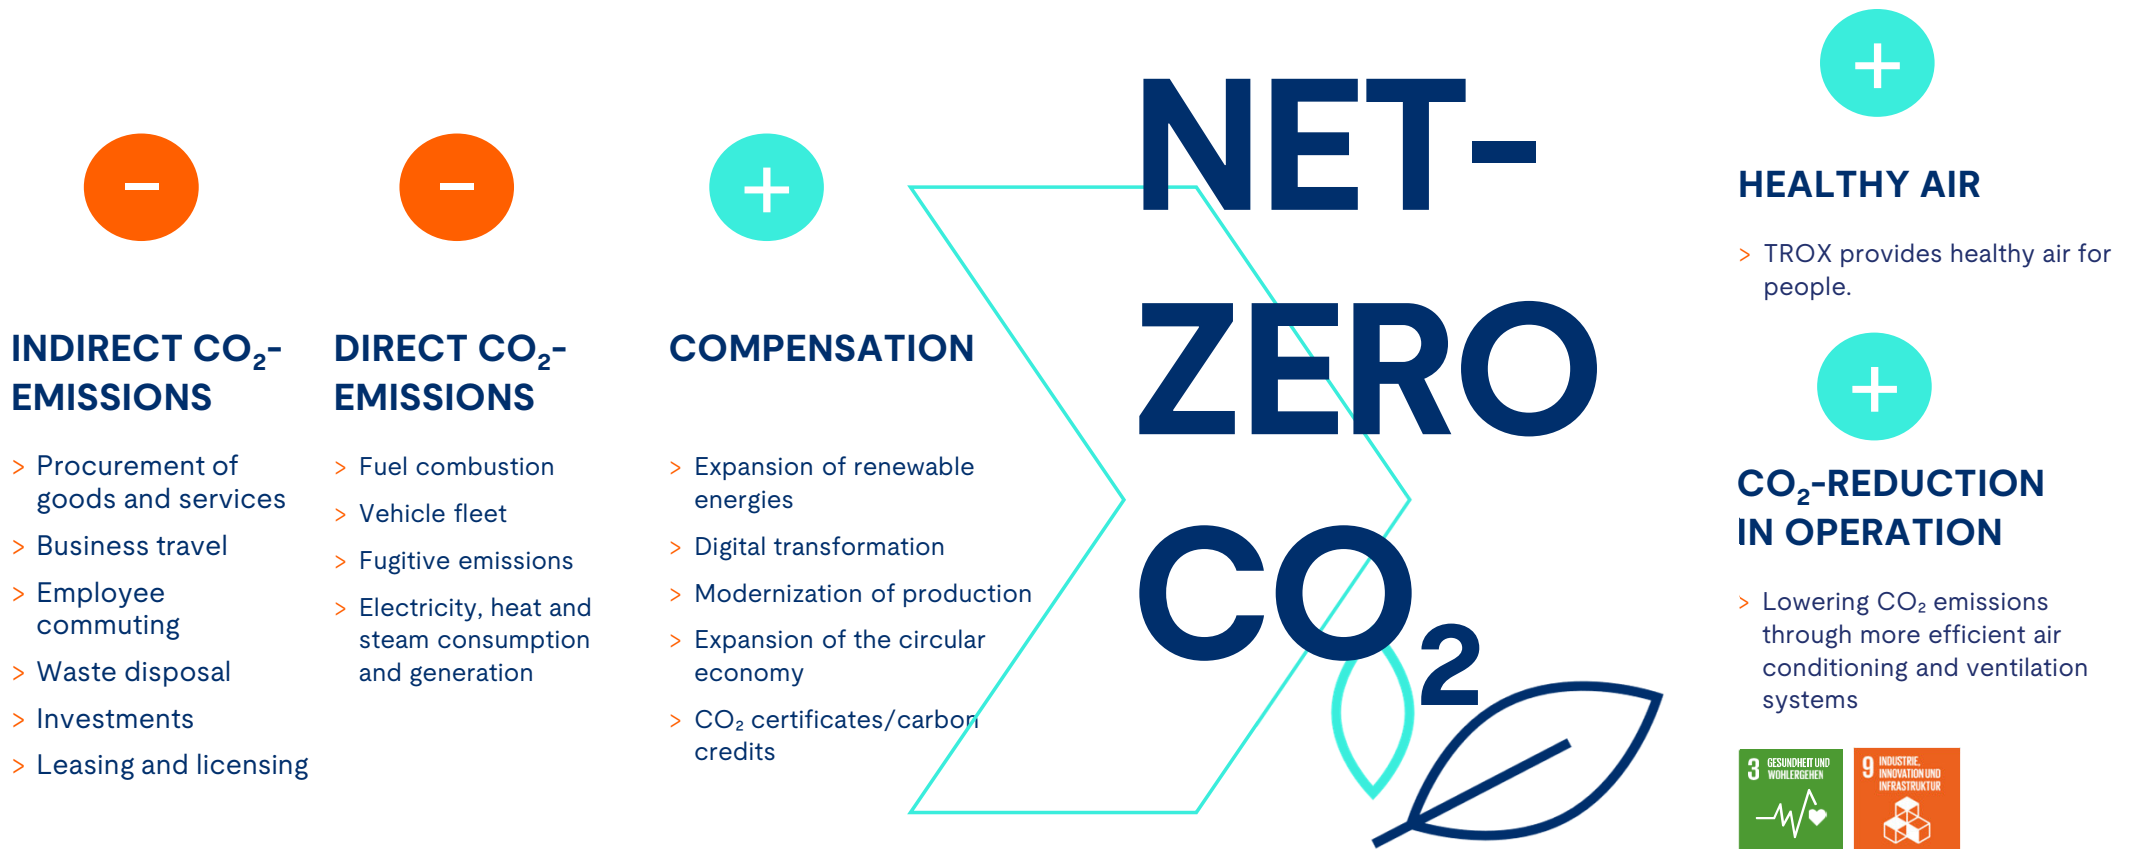 INDIRECT CO₂-
EMISSIONS
> Procurement of
goods and services
> Business travel
> Employee
commuting
> Waste disposal
> Investments
> Leasing and licensing
DIRECT CO₂-
EMISSIONS
> Fuel combustion
> Vehicle fleet
> Fugitive emissions
> Electricity, heat and
steam consumption
and generation
COMPENSATION
> Expansion of renewable
energies
> Digital transformation
> Modernization of production
> Expansion of the circular
economy
> CO₂ certificates/carbon
credits
NET-
ZERO
CO₂
HEALTHY AIR
> TROX provides healthy air for
people.
CO₂-REDUCTION
IN OPERATION
> Lowering CO₂ emissions
through more efficient air
conditioning and ventilation
systems
3 GESUNDHEIT UND
WOHLERGEHEN
9 INDUSTRIE,
INNOVATION UND
INFRASTRUKTUR